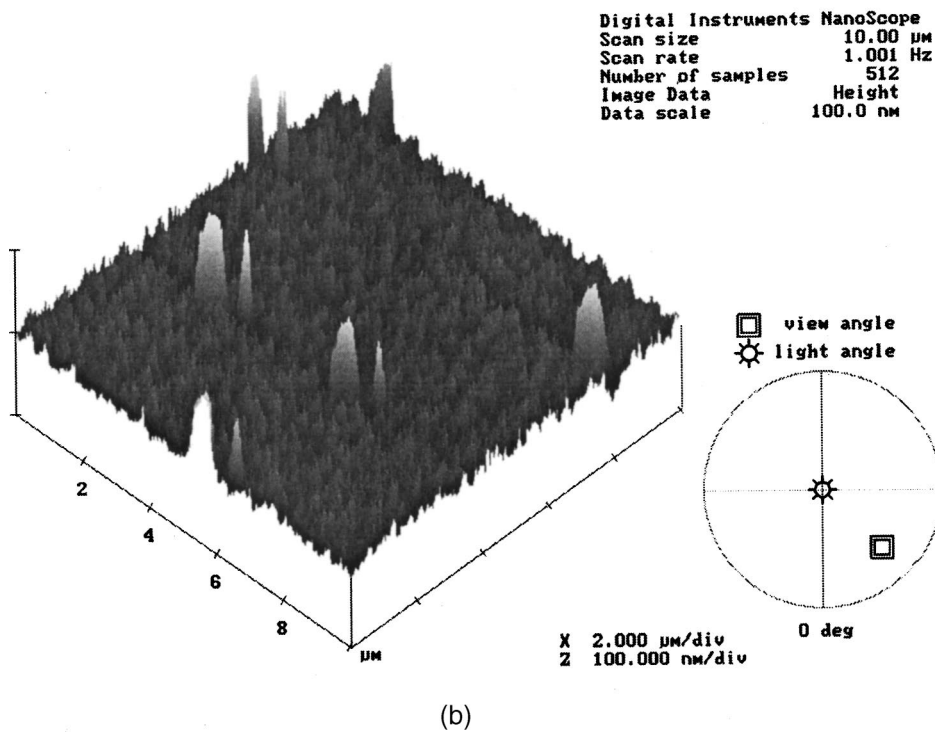 Digital Instruments NanoScope
Scan size 10.00 µm
Scan rate 1.001 Hz
Number of samples 512
Image Data Height
Data scale 100.0 nm
view angle
light angle
2
4
6
8
µm
0 deg
X 2.000 µm/div
Z 100.000 nm/div
(b)